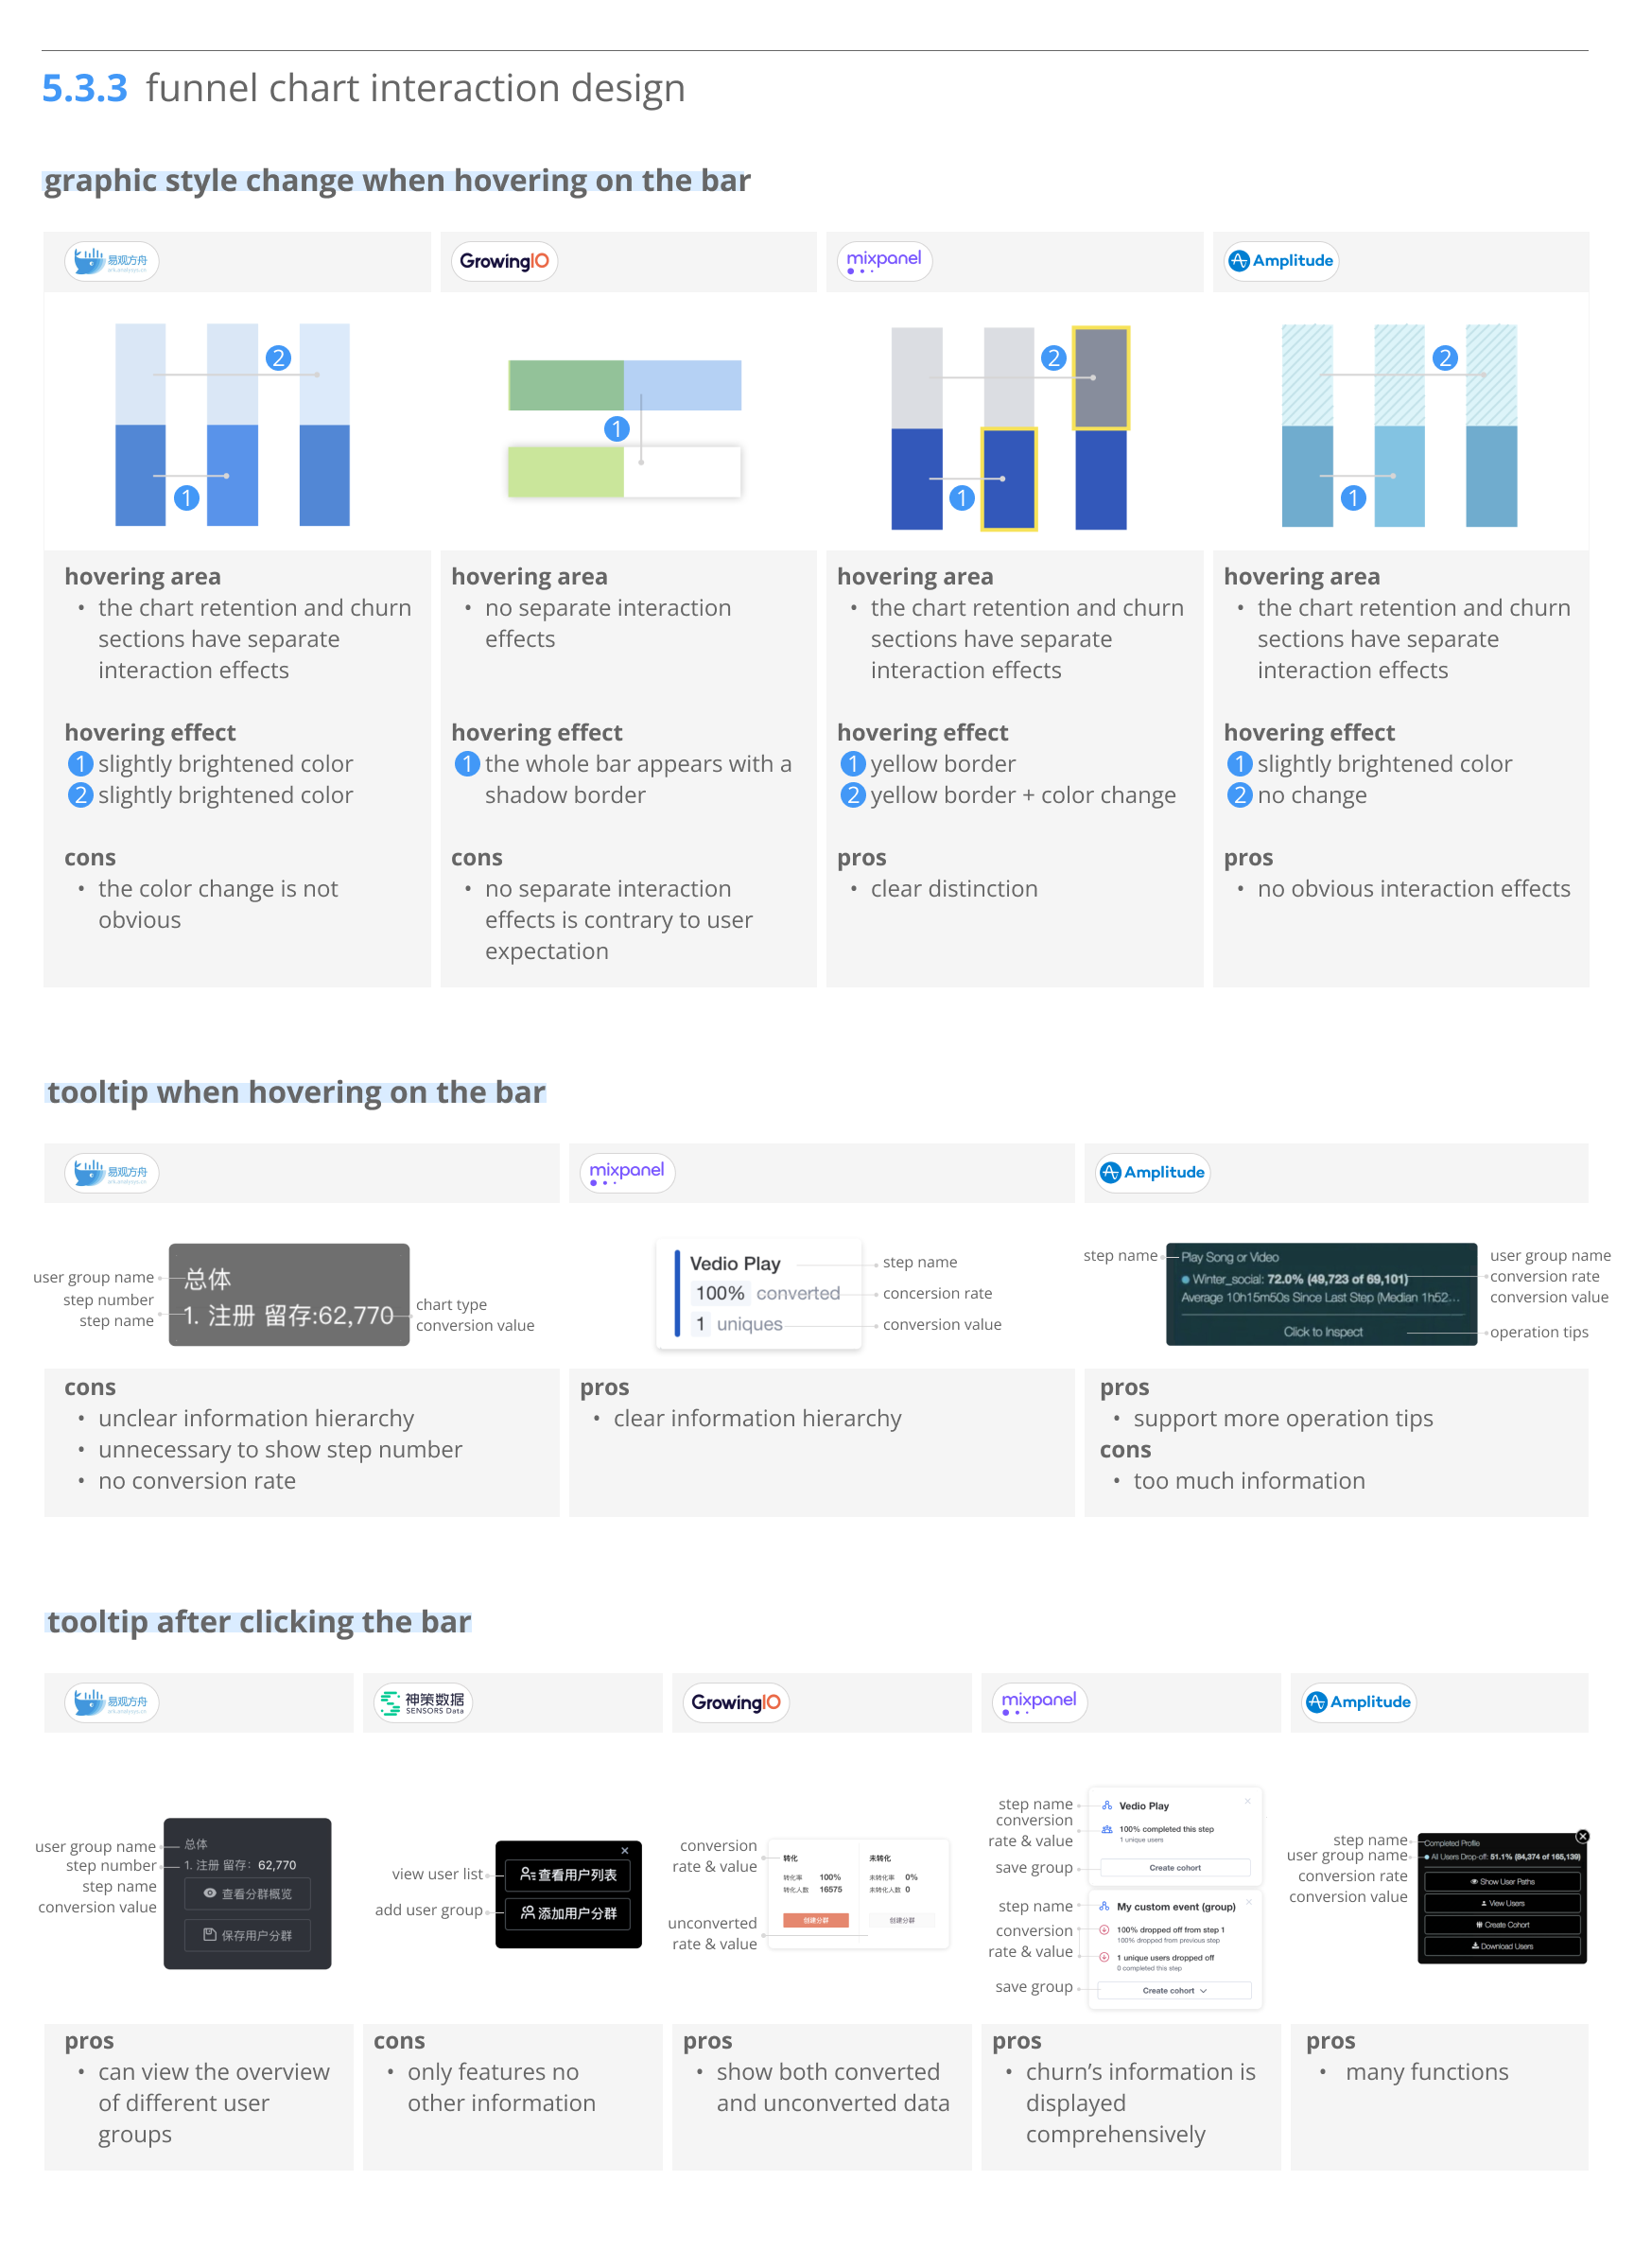 5.3.3 funnel chart interaction design
graphic style change when hovering on the bar
易观方舟
ark.analysys.cn
GrowingIO
mixpanel
Amplitude
2
1
1
2
1
2
1
hovering area
• the chart retention and churn
sections have separate
interaction effects
hovering effect
1 slightly brightened color
2 slightly brightened color
cons
• the color change is not
obvious
hovering area
• no separate interaction
effects
hovering effect
1 the whole bar appears with a
shadow border
cons
• no separate interaction
effects is contrary to user
expectation
hovering area
• the chart retention and churn
sections have separate
interaction effects
hovering effect
1 yellow border
2 yellow border + color change
pros
• clear distinction
hovering area
• the chart retention and churn
sections have separate
interaction effects
hovering effect
1 slightly brightened color
2 no change
pros
• no obvious interaction effects
tooltip when hovering on the bar
易观方舟
ark.analysys.cn
mixpanel
Amplitude
user group name
step number
step name
总体
1. 注册 留存:62,770
chart type
conversion value
Vedio Play
100% converted
1 uniques
step name
concersion rate
conversion value
step name
Play Song or Video
Winter_social: 72.0% (49,723 of 69,101)
Average 10h15m50s Since Last Step (Median 1h52...
Click to Inspect
user group name
conversion rate
conversion value
operation tips
cons
• unclear information hierarchy
• unnecessary to show step number
• no conversion rate
pros
• clear information hierarchy
pros
• support more operation tips
cons
• too much information
tooltip after clicking the bar
易观方舟
ark.analysys.cn
神策数据
SENSORS Data
GrowingIO
mixpanel
Amplitude
user group name
step number
step name
conversion value
总体
1. 注册 留存: 62,770
查看分群概览
保存用户分群
view user list
add user group
查看用户列表
添加用户分群
conversion
rate & value
unconverted
rate & value
转化
转化率 100%
转化人数 16575
创建分群
未转化
未转化率 0%
未转化人数 0
创建分群
step name
conversion
rate & value
save group
Vedio Play
100% completed this step
1 unique users
Create cohort
step name
conversion
rate & value
save group
My custom event (group)
100% dropped off from step 1
100% dropped from previous step
1 unique users dropped off
0 completed this step
Create cohort
step name
user group name
conversion rate
conversion value
Completed Profile
All Users Drop-off: 51.1% (84,374 of 165,139)
Show User Paths
View Users
Create Cohort
Download Users
pros
• can view the overview
of different user
groups
cons
• only features no
other information
pros
• show both converted
and unconverted data
pros
• churn’s information is
displayed
comprehensively
pros
• many functions